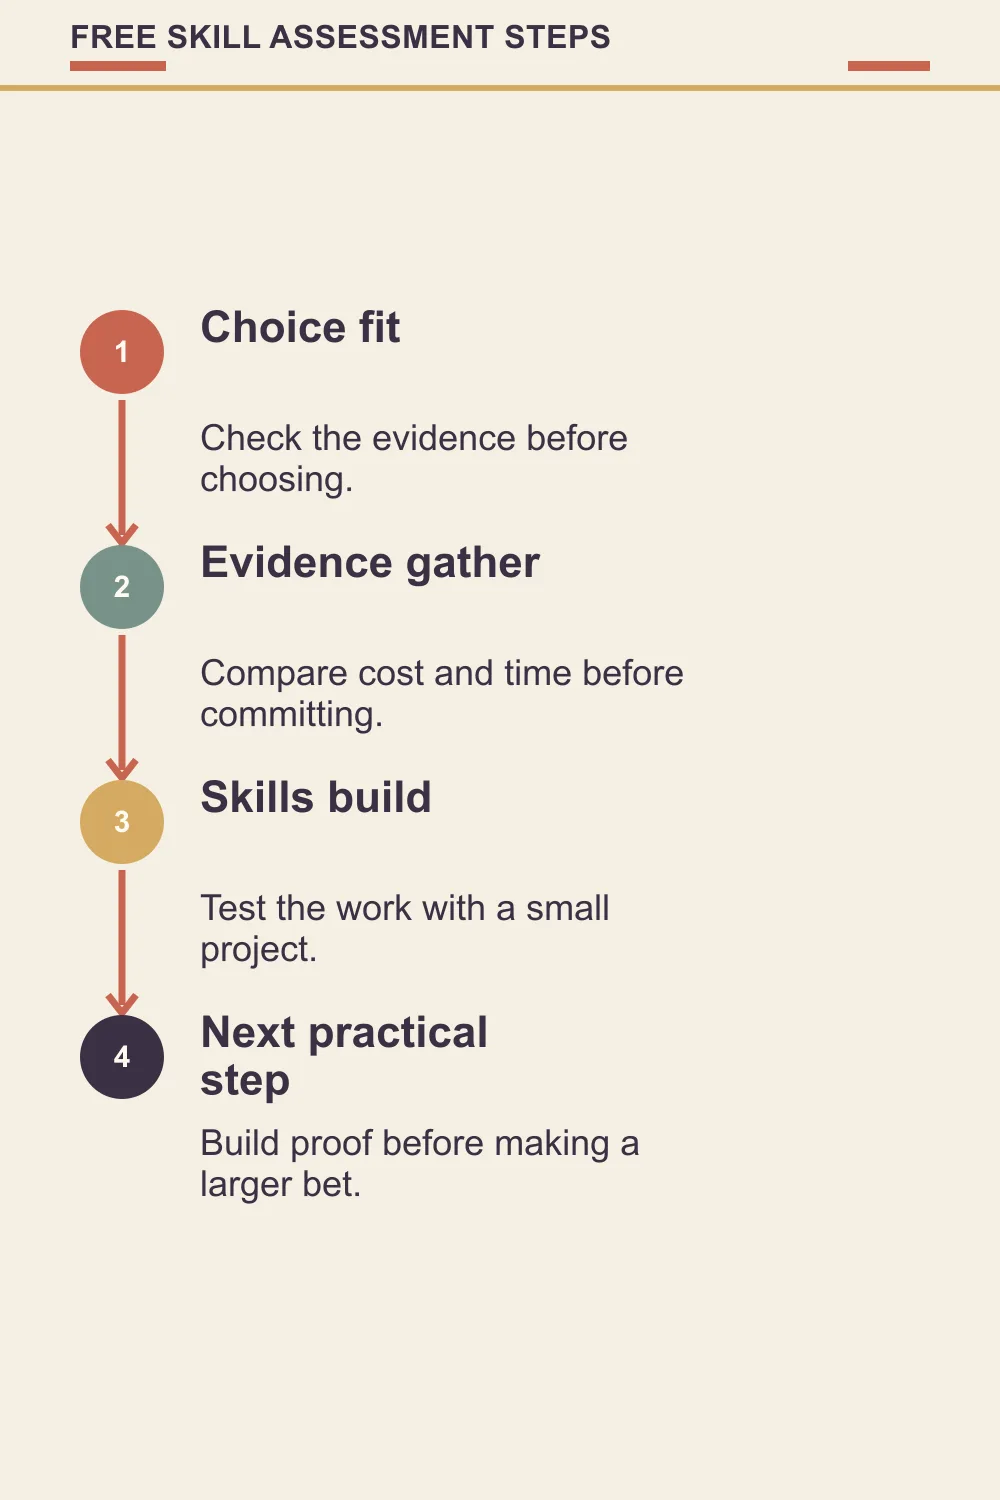 FREE SKILL ASSESSMENT STEPS
1
Choice fit
Check the evidence before
choosing.
2
Evidence gather
Compare cost and time before
committing.
3
Skills build
Test the work with a small
project.
4
Next practical
step
Build proof before making a
larger bet.